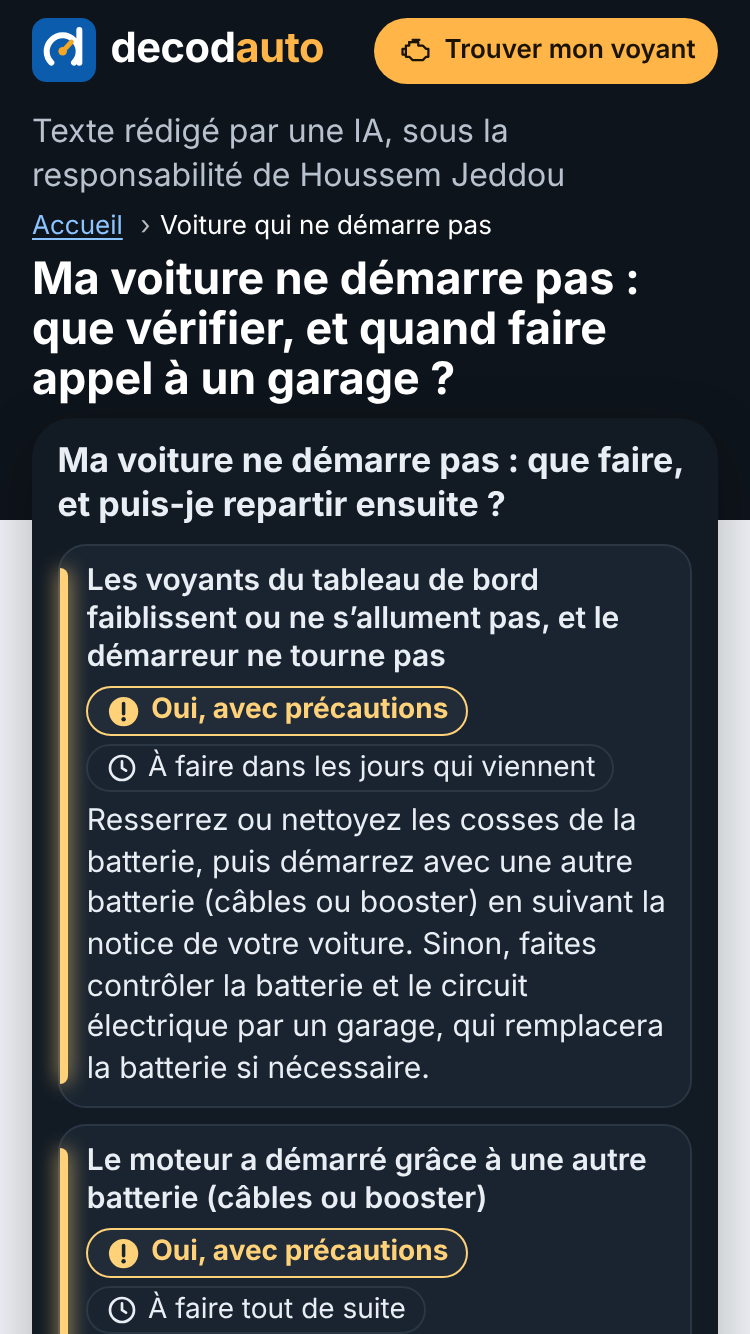 decodauto
Trouver mon voyant
Texte rédigé par une IA, sous la
responsabilité de Houssem Jeddou
Accueil › Voiture qui ne démarre pas
Ma voiture ne démarre pas :
que vérifier, et quand faire
appel à un garage ?
Ma voiture ne démarre pas : que faire,
et puis-je repartir ensuite ?
Les voyants du tableau de bord
faiblissent ou ne s’allument pas, et le
démarreur ne tourne pas
Oui, avec précautions
À faire dans les jours qui viennent
Resserrez ou nettoyez les cosses de la
batterie, puis démarrez avec une autre
batterie (câbles ou booster) en suivant la
notice de votre voiture. Sinon, faites
contrôler la batterie et le circuit
électrique par un garage, qui remplacera
la batterie si nécessaire.
Le moteur a démarré grâce à une autre
batterie (câbles ou booster)
Oui, avec précautions
À faire tout de suite